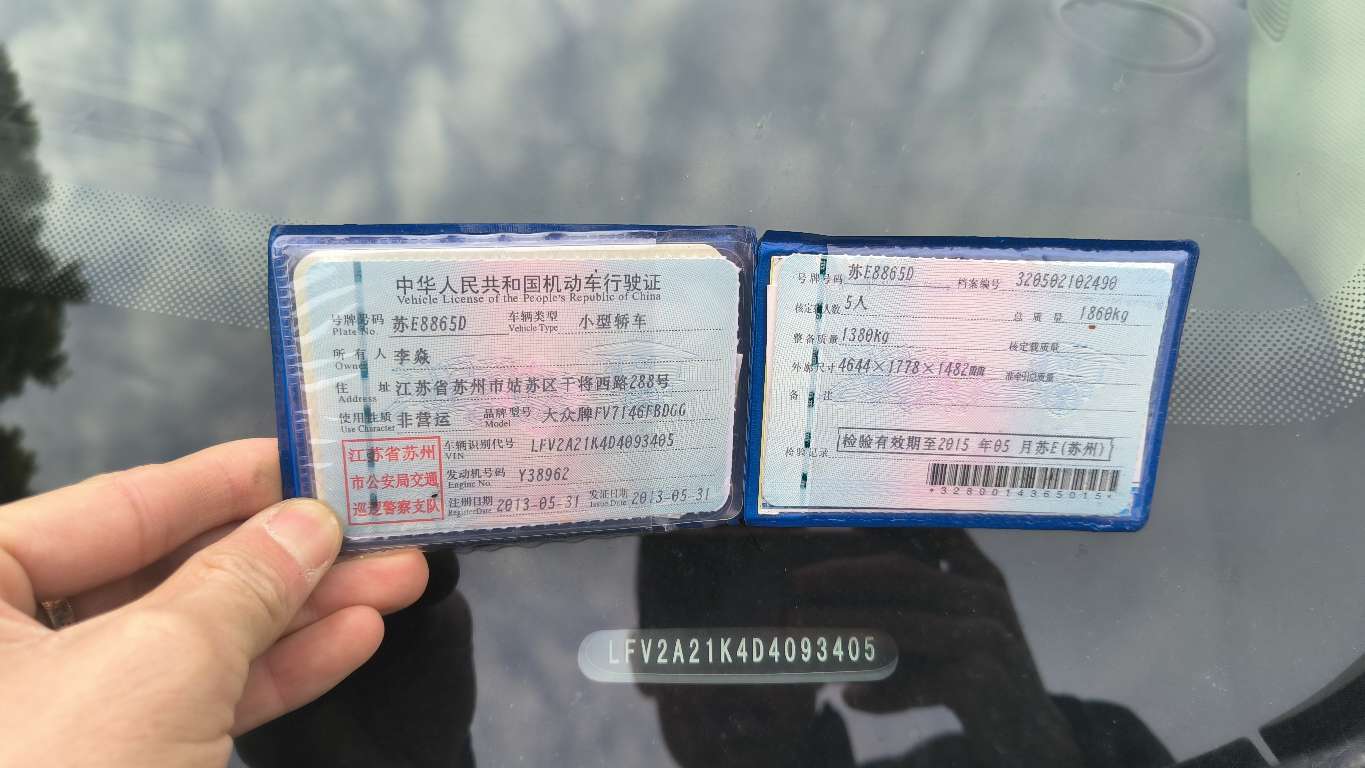 中华人民共和国机动车行驶证
Vehicle License of the People's Republic of China
号牌号码 苏E8865D 车辆类型 小型轿车
Plate No. Vehicle Type
所有人 李焱
Owner
住址 江苏省苏州市姑苏区干将西路288号
Address
使用性质 非营运 品牌型号 大众牌FV7146FBDGG
Use Character Model
江苏省苏州
市公安局交通
巡逻警察支队
车辆识别代号 LFV2A21K4D4093405
VIN
发动机号码 Y38962
Engine No.
注册日期 2013-05-31 发证日期 2013-05-31
Register Date Issue Date
号牌号码 苏E8865D 档案编号 320502102490
核定载人数 5人 总质量 1860kg
整备质量 1380kg 核定载质量 --
外廓尺寸 4644×1778×1482mm 准牵引总质量 --
备注
检验记录 检验有效期至2015年05月苏E(苏州)
*3280014365015*
LFV2A21K4D4093405